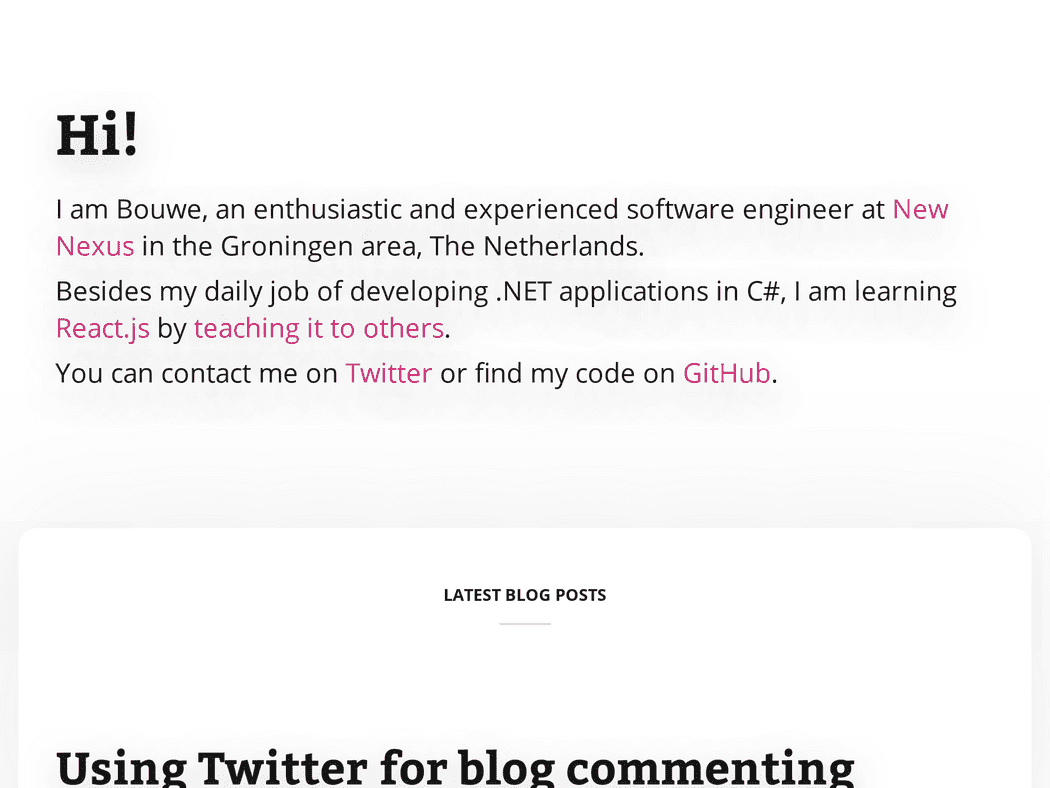 Hi!
I am Bouwe, an enthusiastic and experienced software engineer at New
Nexus in the Groningen area, The Netherlands.
Besides my daily job of developing .NET applications in C#, I am learning
React.js by teaching it to others.
You can contact me on Twitter or find my code on GitHub.
LATEST BLOG POSTS
Using Twitter for blog commenting